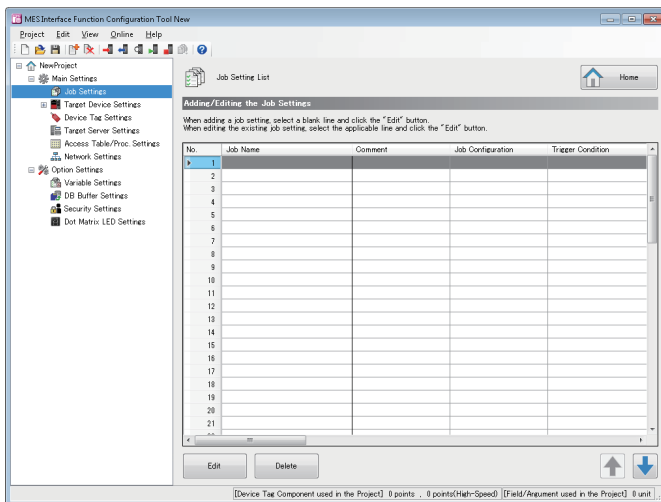 MES Interface Function Configuration Tool New
Project Edit View Online Help
NewProject
Main Settings
Job Settings
Target Device Settings
Device Tag Settings
Target Server Settings
Access Table/Proc. Settings
Network Settings
Option Settings
Variable Settings
DB Buffer Settings
Security Settings
Dot Matrix LED Settings
Job Setting List
Home
Adding/Editing the Job Settings
When adding a job setting, select a blank line and click the "Edit" button.
When editing the existing job setting, select the applicable line and click the "Edit" button.
No. Job Name Comment Job Configuration Trigger Condition
1
2
3
4
5
6
7
8
9
10
11
12
13
14
15
16
17
18
19
20
21
Edit Delete
[Device Tag Component used in the Project] 0 points , 0 points(High-Speed) [Field/Argument used in the Project] 0 unit